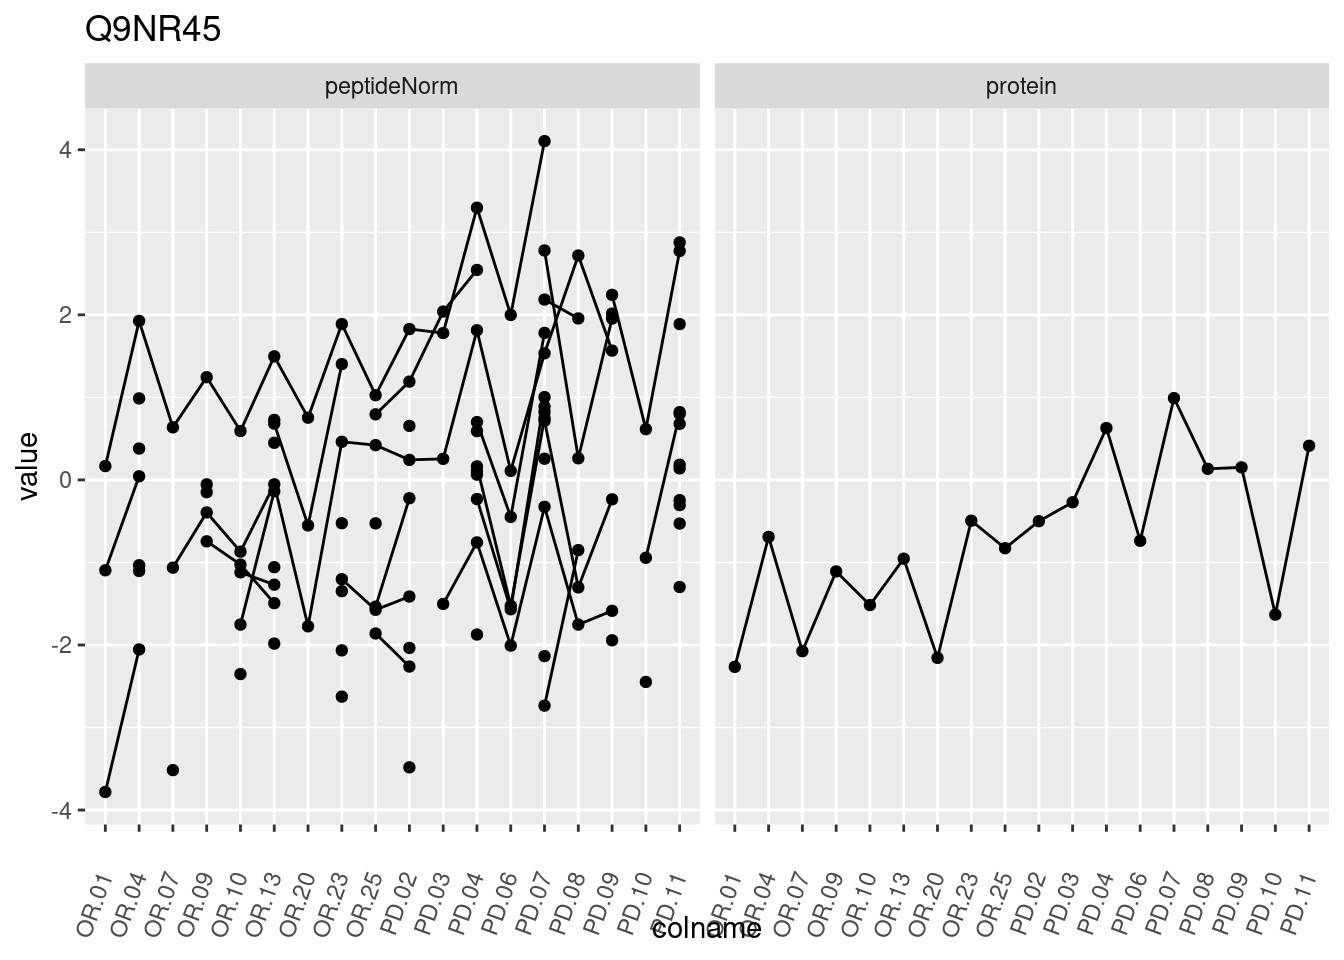 Q9NR45
peptideNorm
protein
value
4
2
0
-2
-4
OR.01 OR.04 OR.07 OR.09 OR.10 OR.13 OR.20 OR.23 OR.25 PD.02 PD.03 PD.04 PD.06 PD.07 PD.08 PD.09 PD.10 PD.11
OR.01 OR.04 OR.07 OR.09 OR.10 OR.13 OR.20 OR.23 OR.25 PD.02 PD.03 PD.04 PD.06 PD.07 PD.08 PD.09 PD.10 PD.11
colname